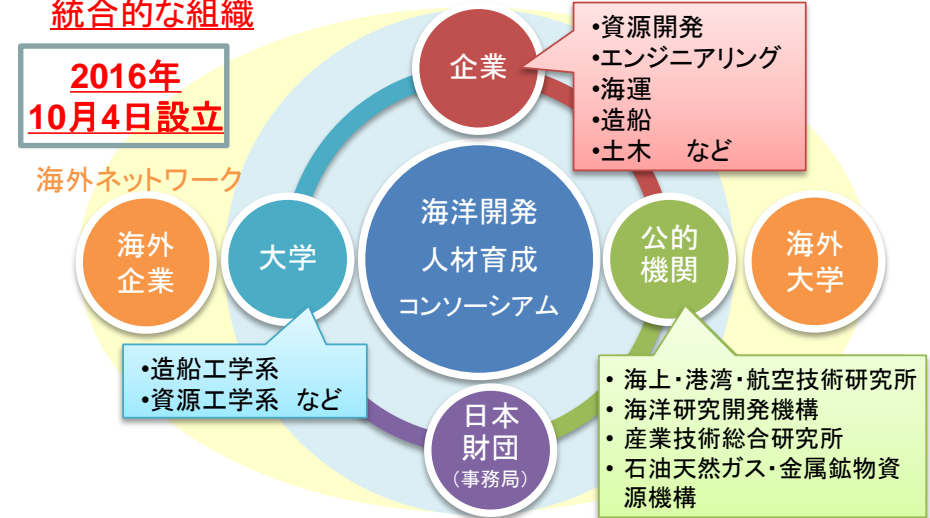 統合的な組織
2016年
10月4日設立
海外ネットワーク
企業
•資源開発
•エンジニアリング
•海運
•造船
•土木　など
海外
企業
大学
海洋開発
人材育成
コンソーシアム
公的
機関
海外
大学
•造船工学系
•資源工学系 など
日本
財団
(事務局)
• 海上・港湾・航空技術研究所
• 海洋研究開発機構
• 産業技術総合研究所
• 石油天然ガス・金属鉱物資
源機構